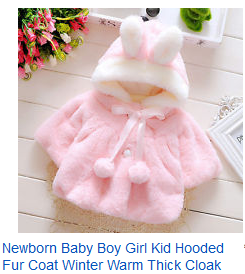 Newborn Baby Boy Girl Kid Hooded
Fur Coat Winter Warm Thick Cloak